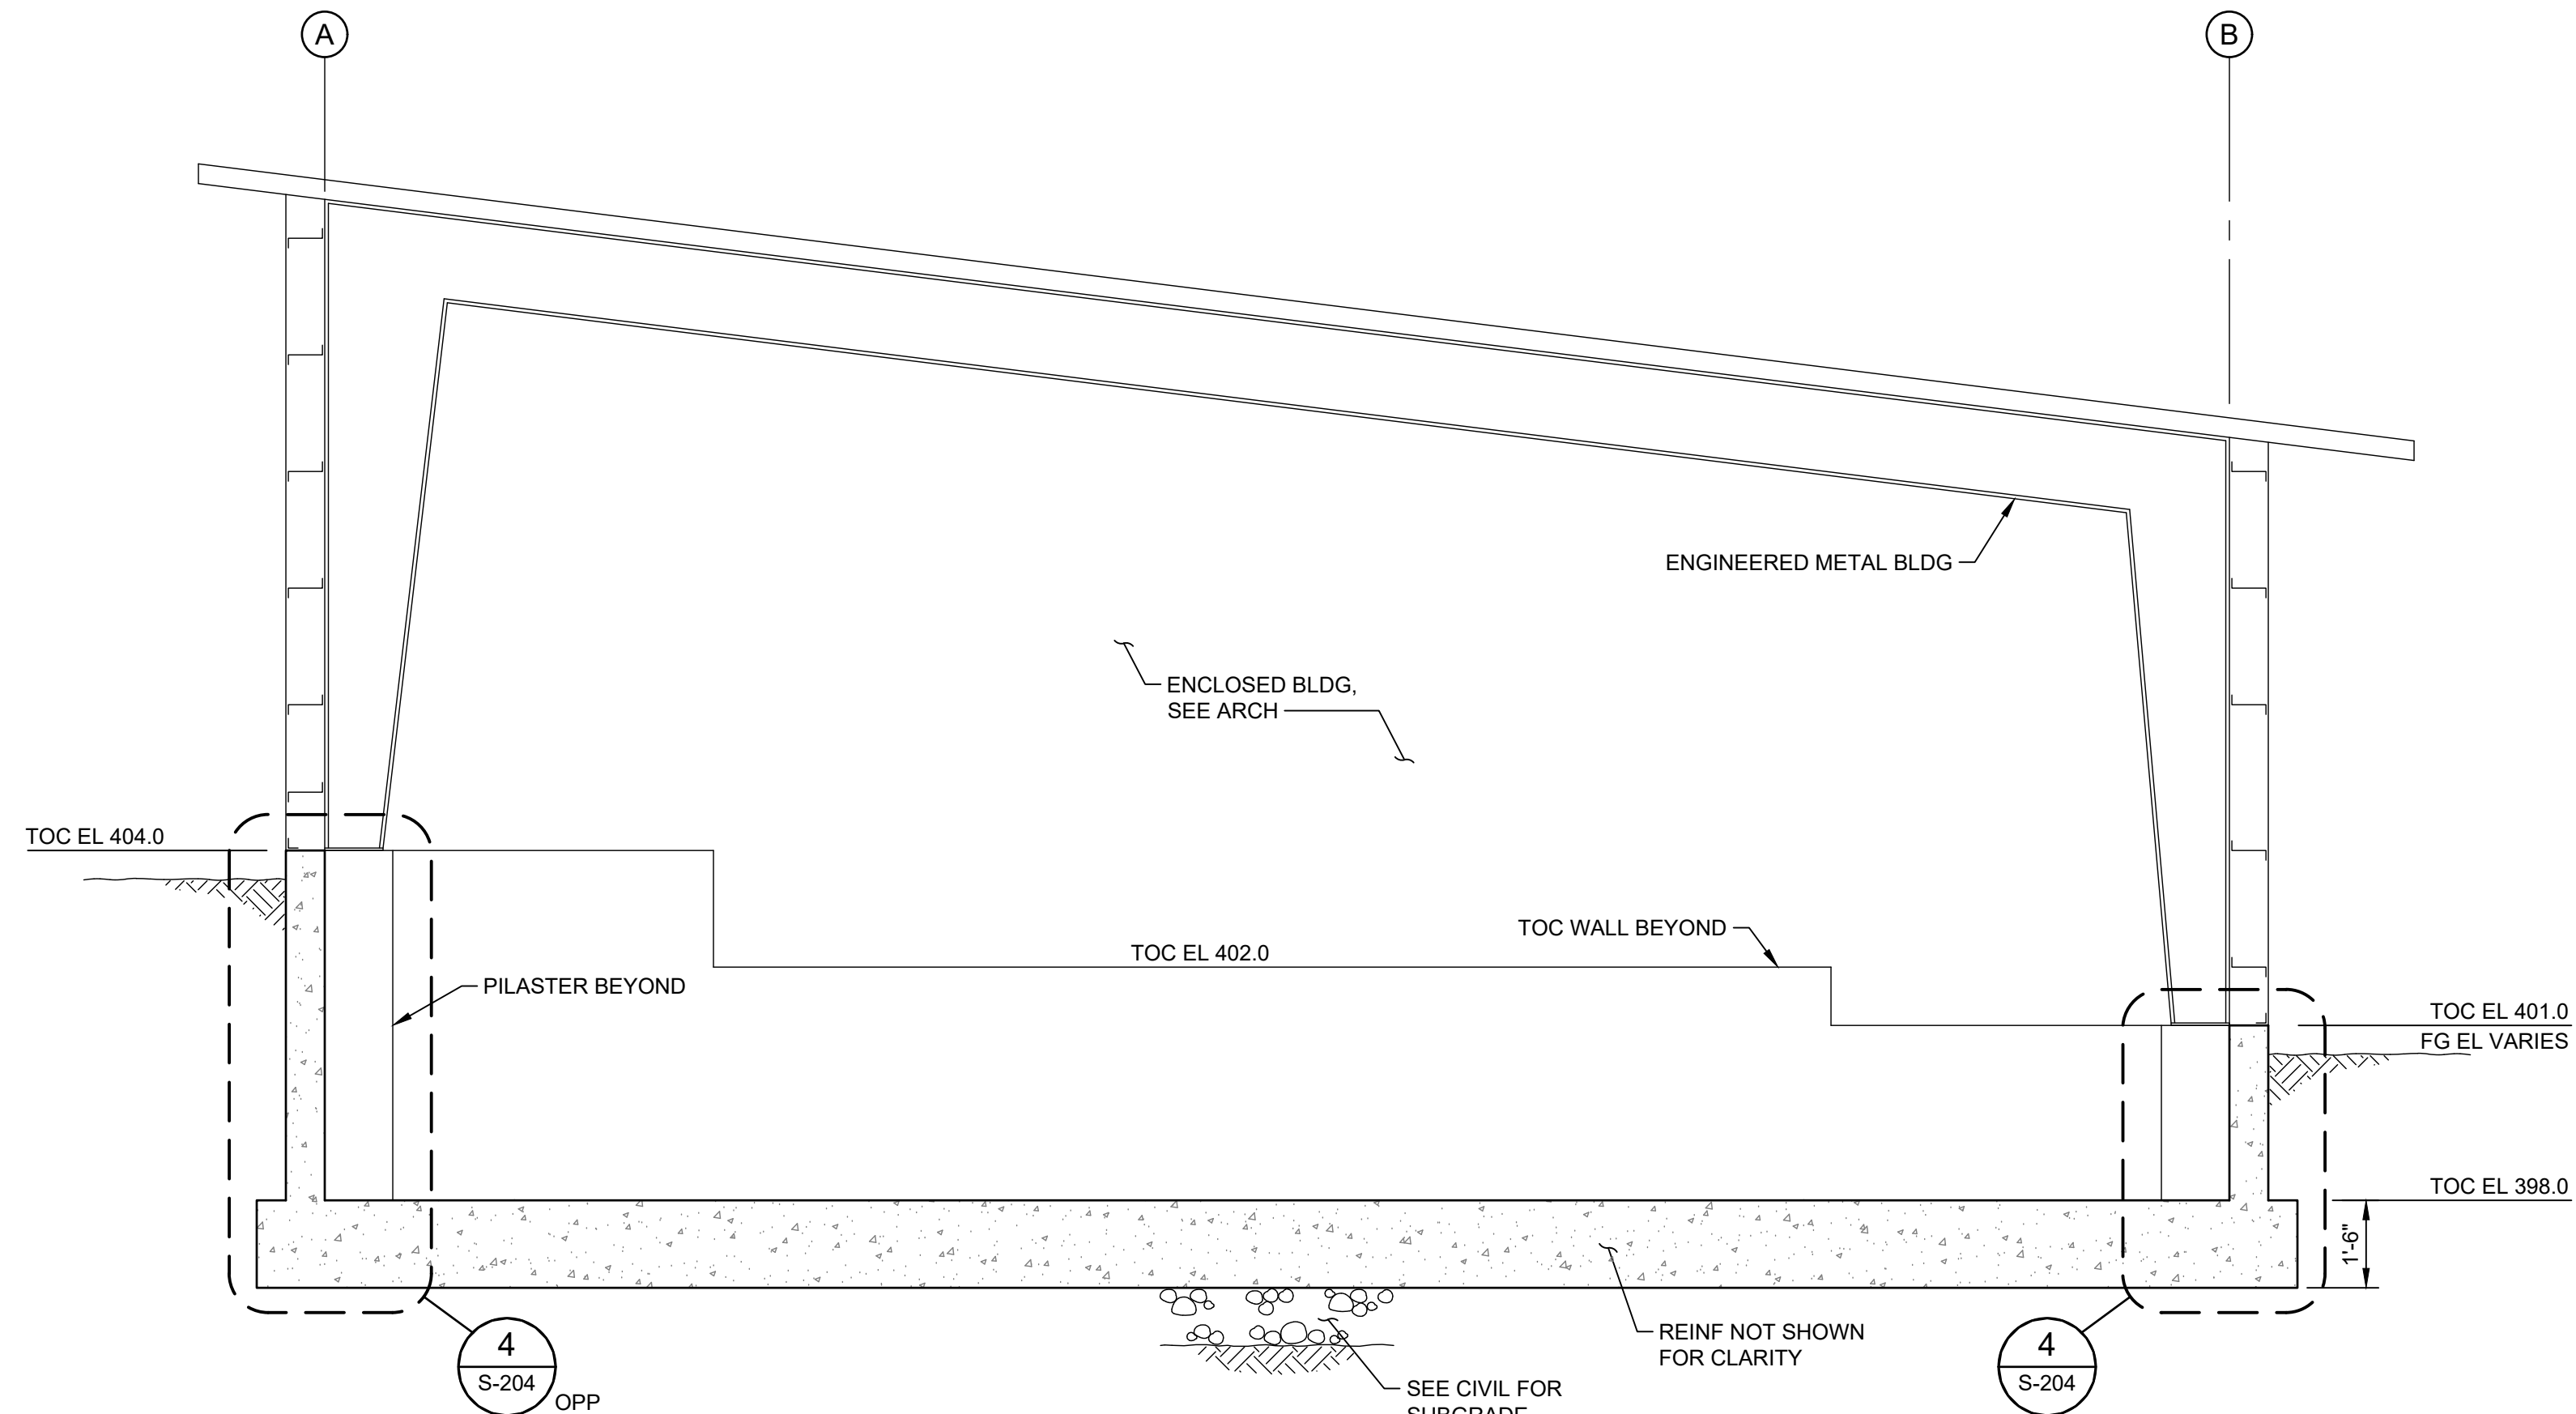 A
B
ENGINEERED METAL BLDG
ENCLOSED BLDG,
SEE ARCH
TOC EL 404.0
TOC WALL BEYOND
TOC EL 402.0
PILASTER BEYOND
TOC EL 401.0
FG EL VARIES
TOC EL 398.0
1'-6"
REINF NOT SHOWN
FOR CLARITY
4
S-204
OPP
SEE CIVIL FOR
SUBGRADE
4
S-204